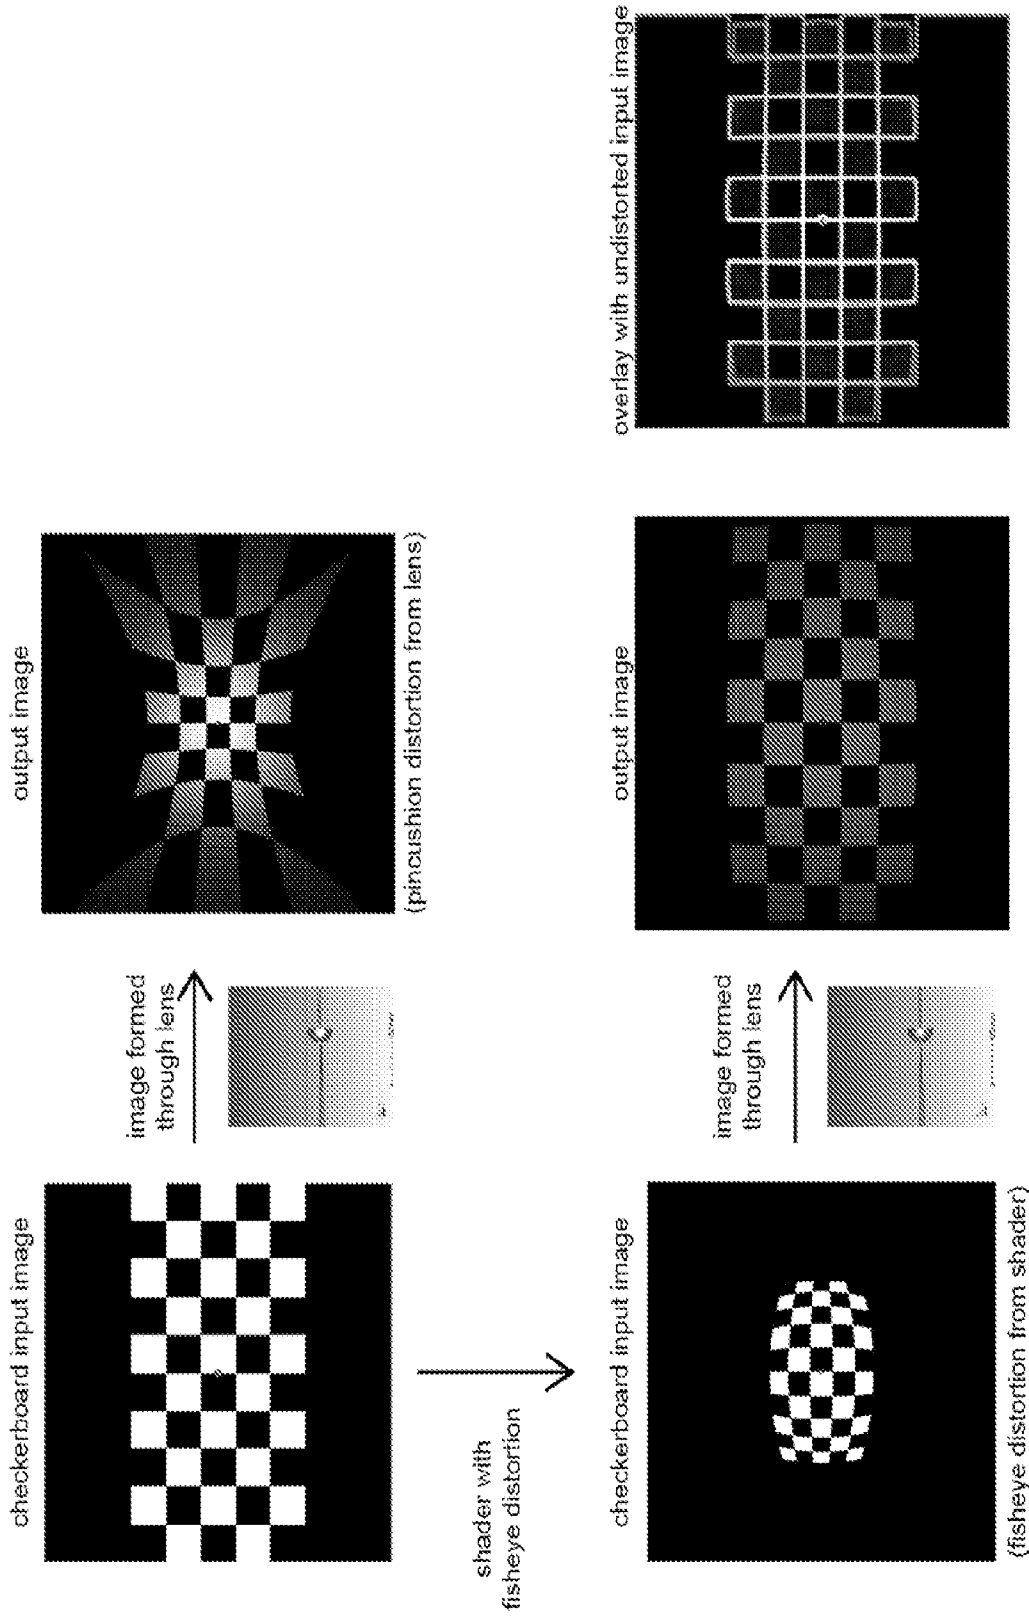 checkerboard input image
image formed
through lens
output image
(pincushion distortion from lens)
shader with
fisheye distortion
checkerboard input image
(fisheye distortion from shader)
image formed
through lens
output image
overlay with undistorted input image